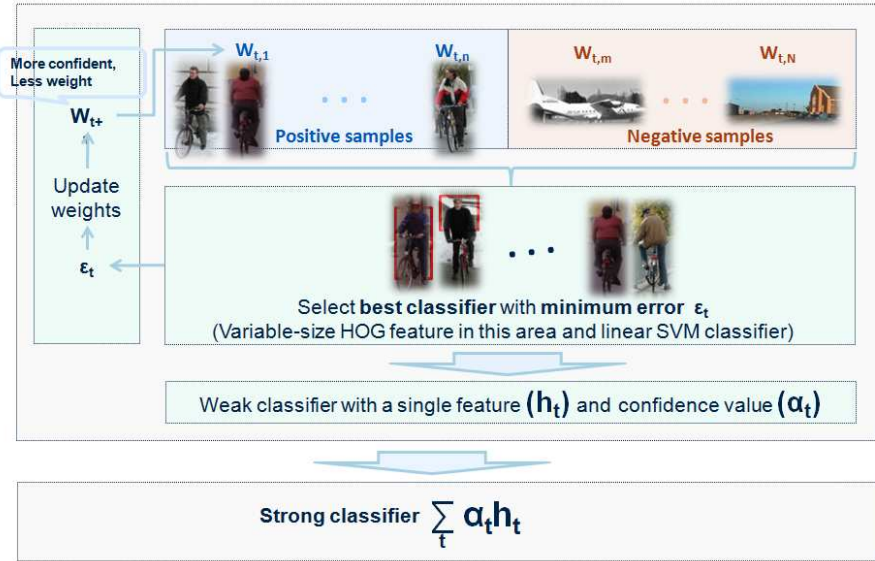 More confident,
Less weight
W_{t+}
Update
weights
ε_t
W_{t,1}
W_{t,n}
W_{t,m}
W_{t,N}
. . .
. . .
Positive samples
Negative samples
. . .
Select best classifier with minimum error ε_t
(Variable-size HOG feature in this area and linear SVM classifier)
Weak classifier with a single feature (h_t) and confidence value (α_t)
Strong classifier ∑_t α_t h_t